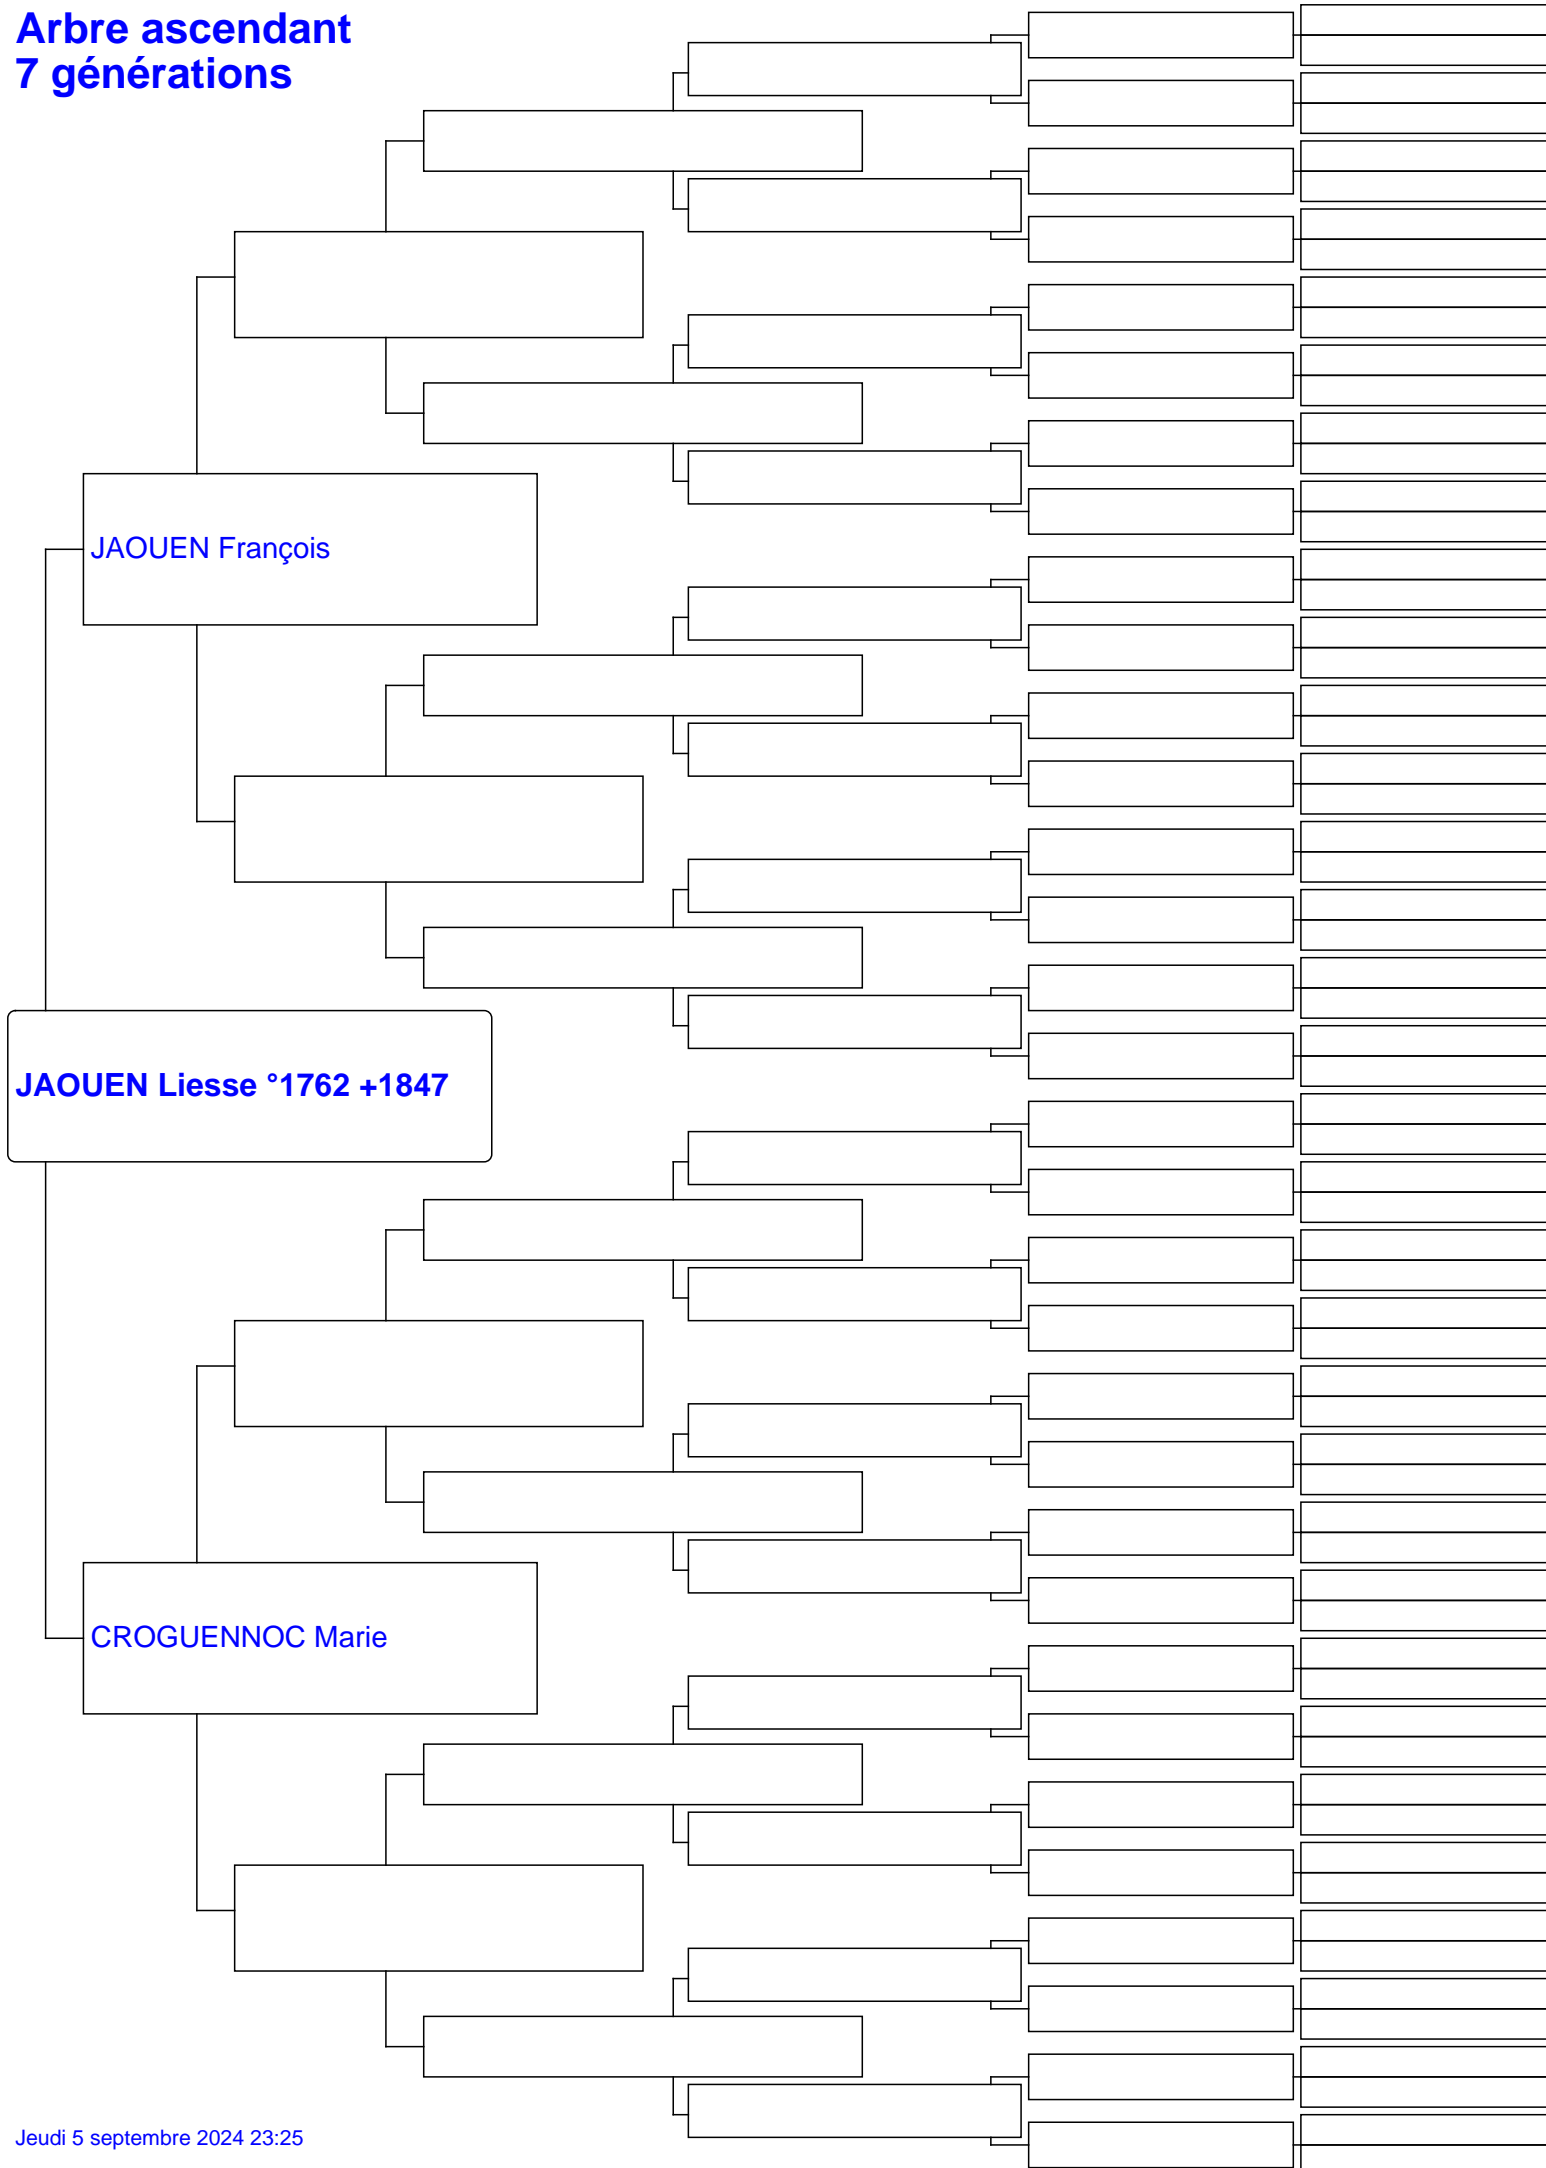 Arbre ascendant
7 générations
JAOUEN François
JAOUEN Liesse °1762 +1847
CROGUENNOC Marie
Jeudi 5 septembre 2024 23:25